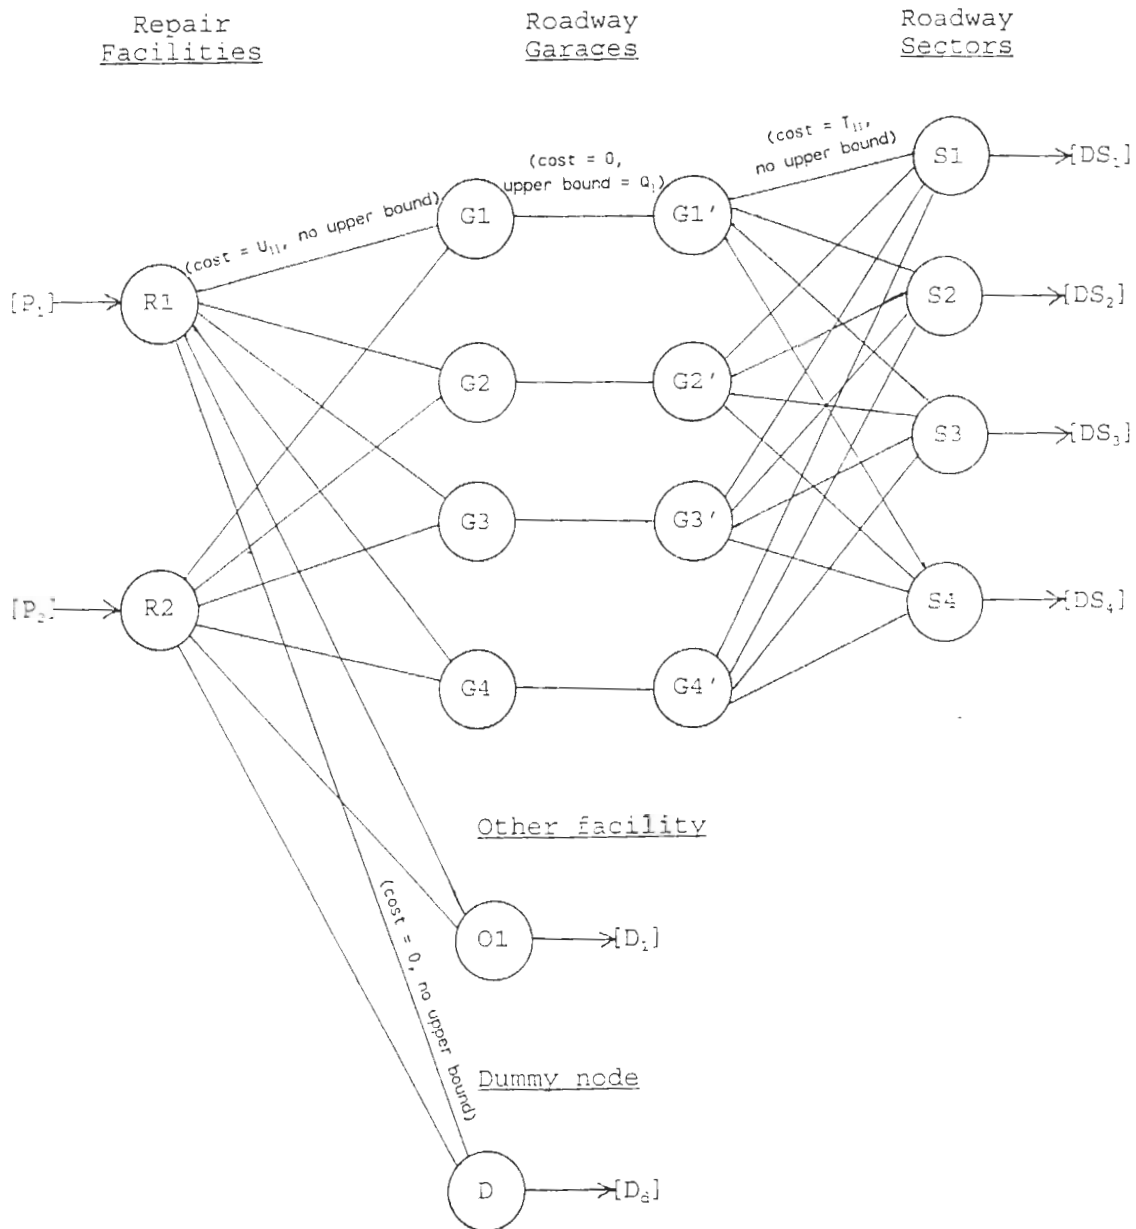 Repair
Facilities
Roadway
Garages
Roadway
Sectors
(cost = U₁₁, no upper bound)
(cost = 0,
upper bound = Q₁)
(cost = T₁₁,
no upper bound)
S1
[DS₁]
G1
G1'
[P₁]
R1
S2
[DS₂]
G2
G2'
S3
[DS₃]
G3
G3'
[P₂]
R2
S4
[DS₄]
G4
G4'
Other facility
(cost = 0, no upper bound)
O1
[D₁]
Dummy node
D
[D_d]